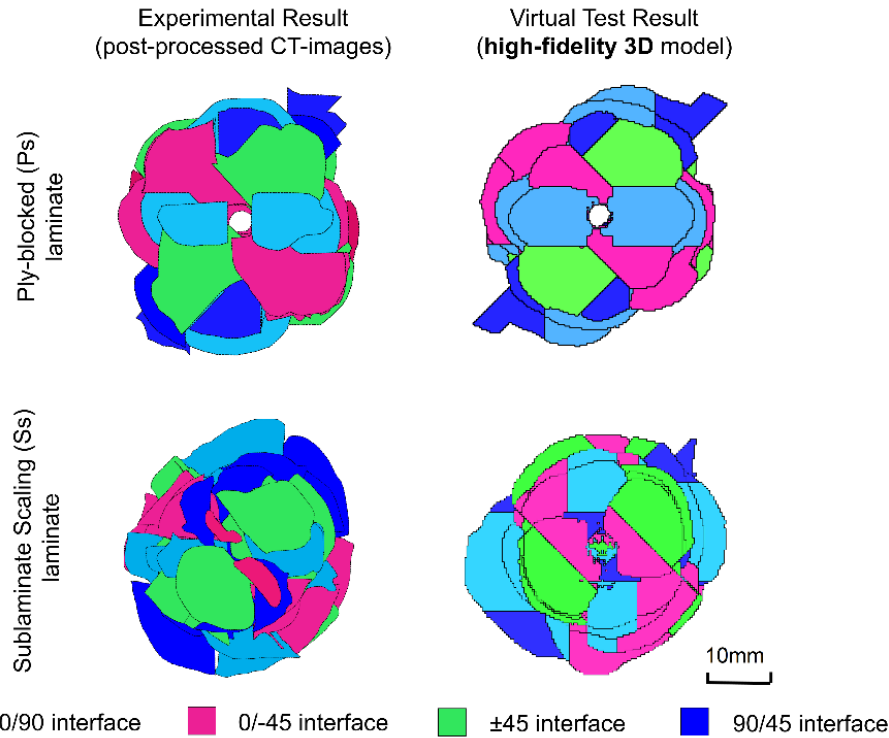 Experimental Result
(post-processed CT-images)
Virtual Test Result
(high-fidelity 3D model)
Ply-blocked (Ps)
laminate
Sublaminate Scaling (Ss)
laminate
10mm
0/90 interface
0/-45 interface
±45 interface
90/45 interface